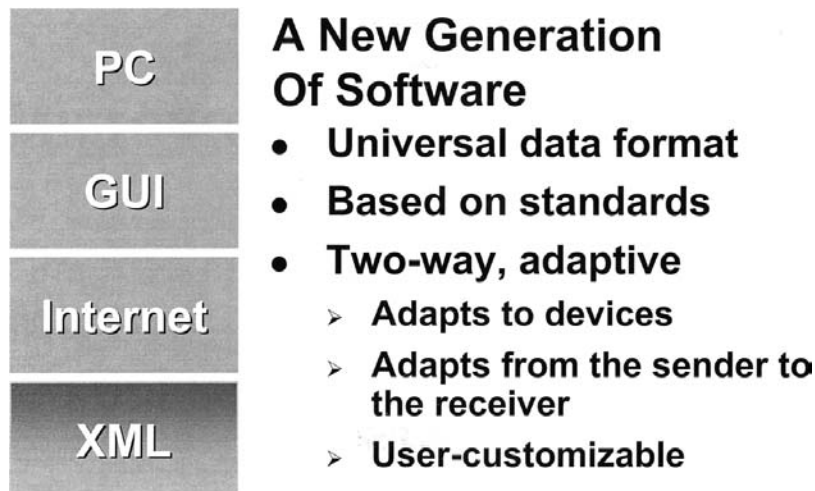 PC
GUI
Internet
XML
A New Generation
Of Software
● Universal data format
● Based on standards
● Two-way, adaptive
➢ Adapts to devices
➢ Adapts from the sender to
the receiver
➢ User-customizable